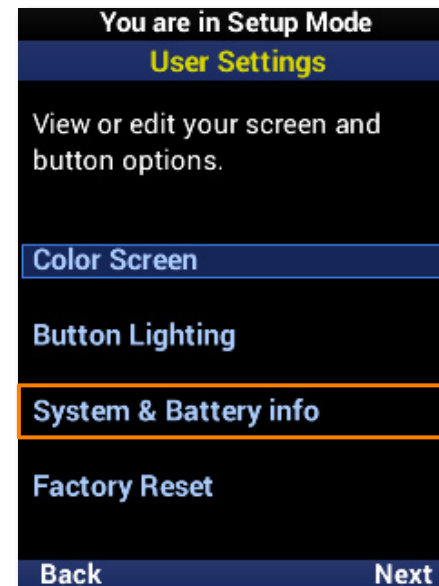 You are in Setup Mode
User Settings
View or edit your screen and
button options.
Color Screen
Button Lighting
System & Battery info
Factory Reset
Back Next